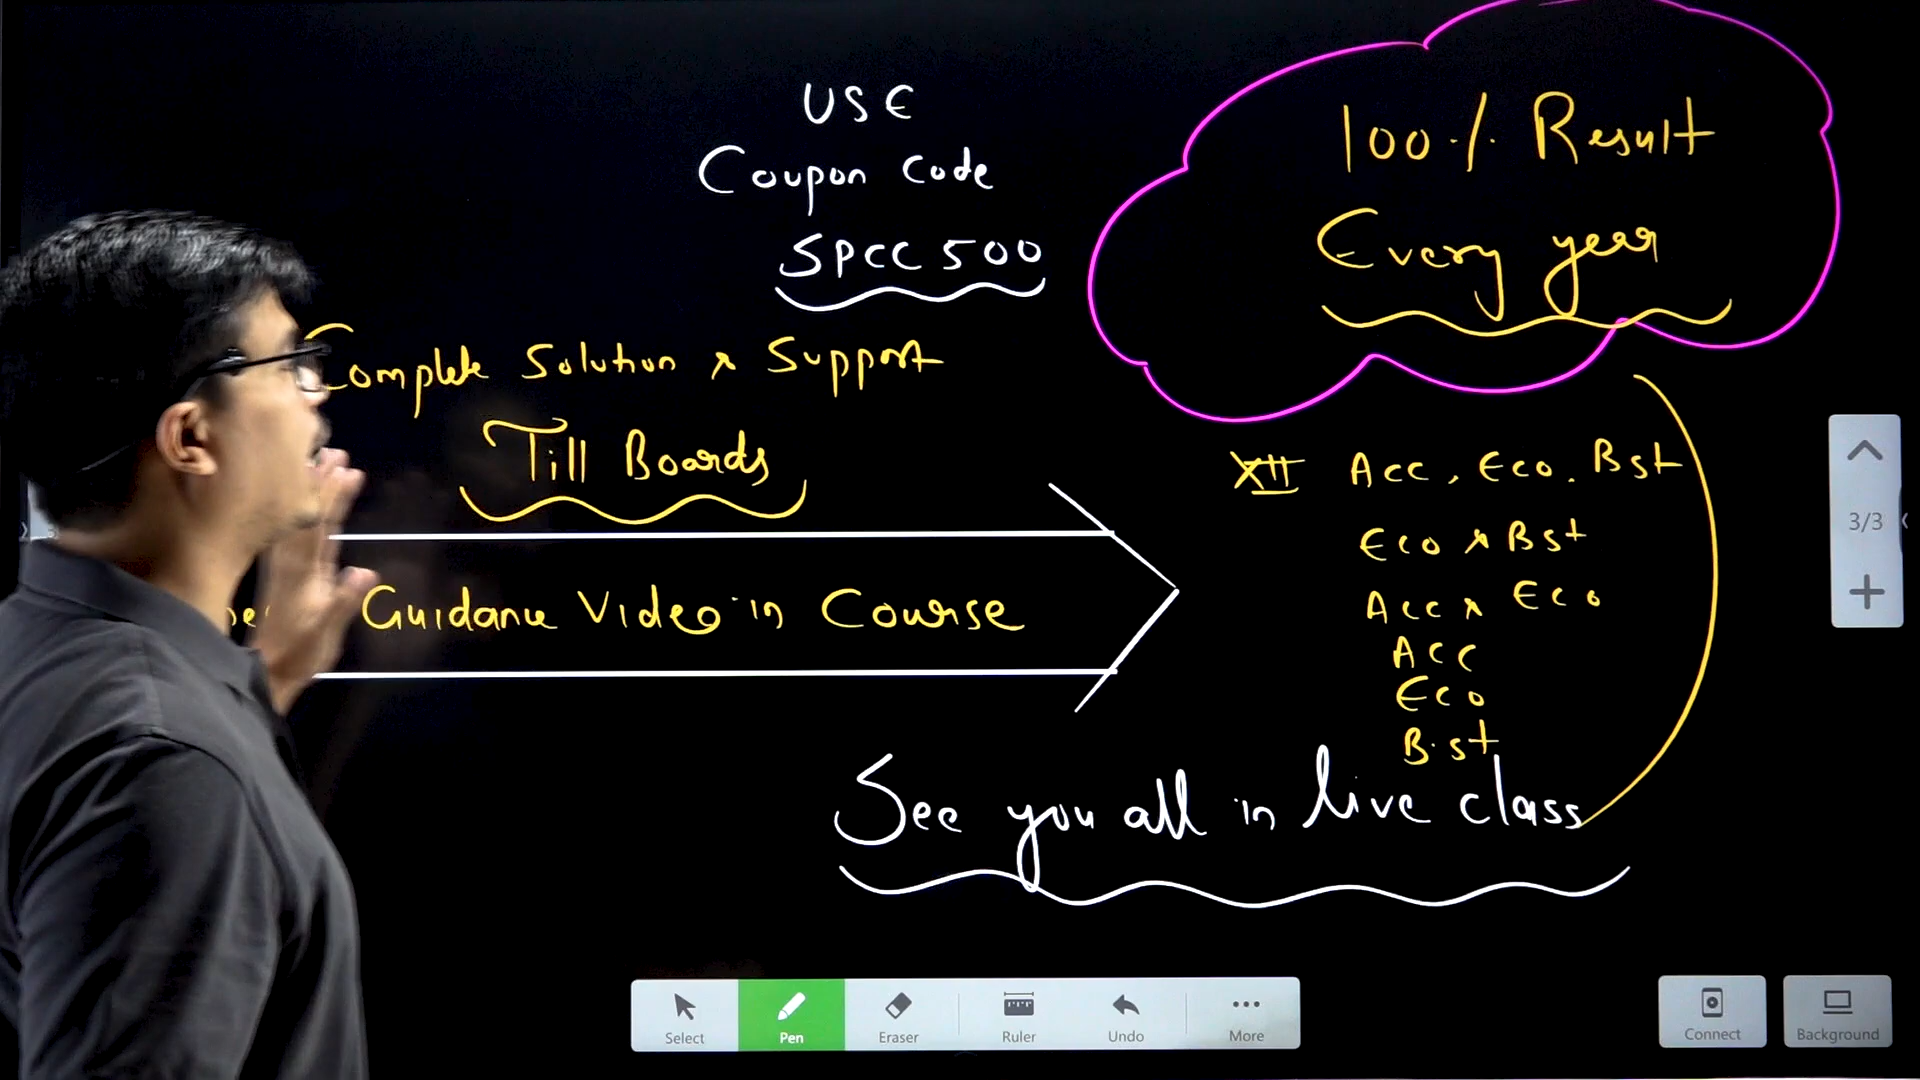 USE
Coupon Code
SPCC 500
100% Result
Every year
Complete Solution & Support
Till Boards
Guidance Video in Course
XII Acc, Eco. Bst
Eco & Bst
Acc & Eco
Acc
Eco
B.st
See you all in live class
3/3
Select
Pen
Eraser
Ruler
Undo
More
Connect
Background